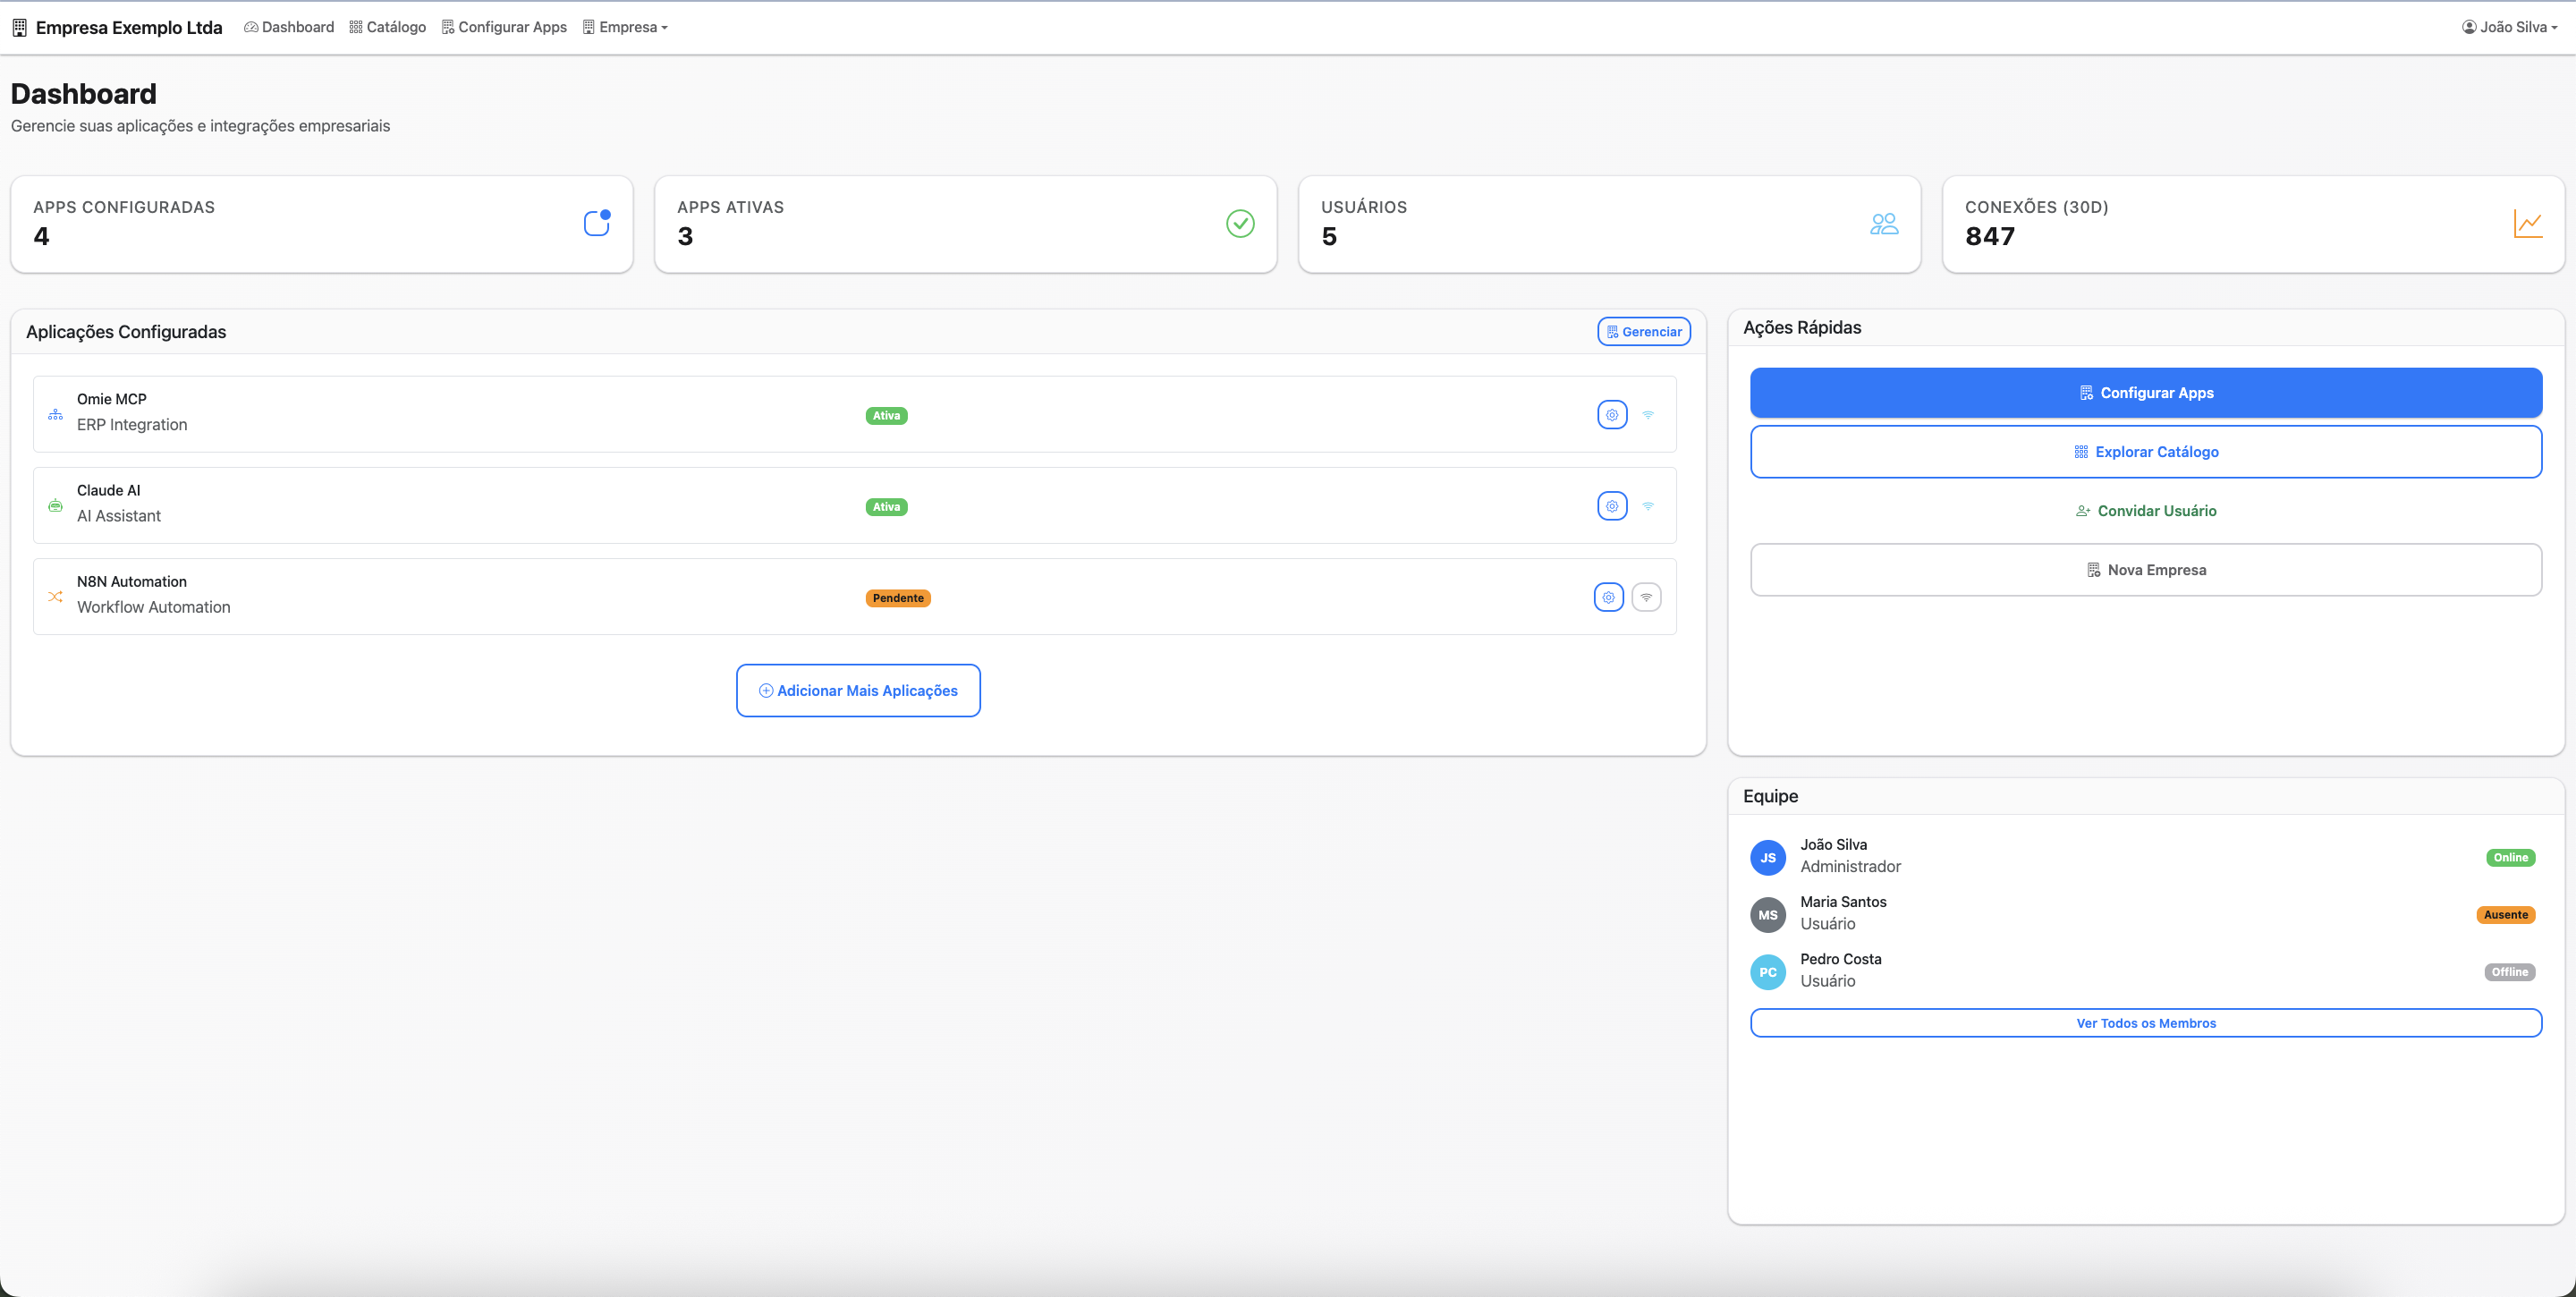 Empresa Exemplo Ltda Dashboard Catálogo Configurar Apps Empresa João Silva
Dashboard
Gerencie suas aplicações e integrações empresariais
APPS CONFIGURADAS
4
APPS ATIVAS
3
USUÁRIOS
5
CONEXÕES (30D)
847
Aplicações Configuradas
Gerenciar
Omie MCP
ERP Integration
Ativa
Claude AI
AI Assistant
Ativa
N8N Automation
Workflow Automation
Pendente
Adicionar Mais Aplicações
Ações Rápidas
Configurar Apps
Explorar Catálogo
Convidar Usuário
Nova Empresa
Equipe
JS
João Silva
Administrador
Online
MS
Maria Santos
Usuário
Ausente
PC
Pedro Costa
Usuário
Offline
Ver Todos os Membros